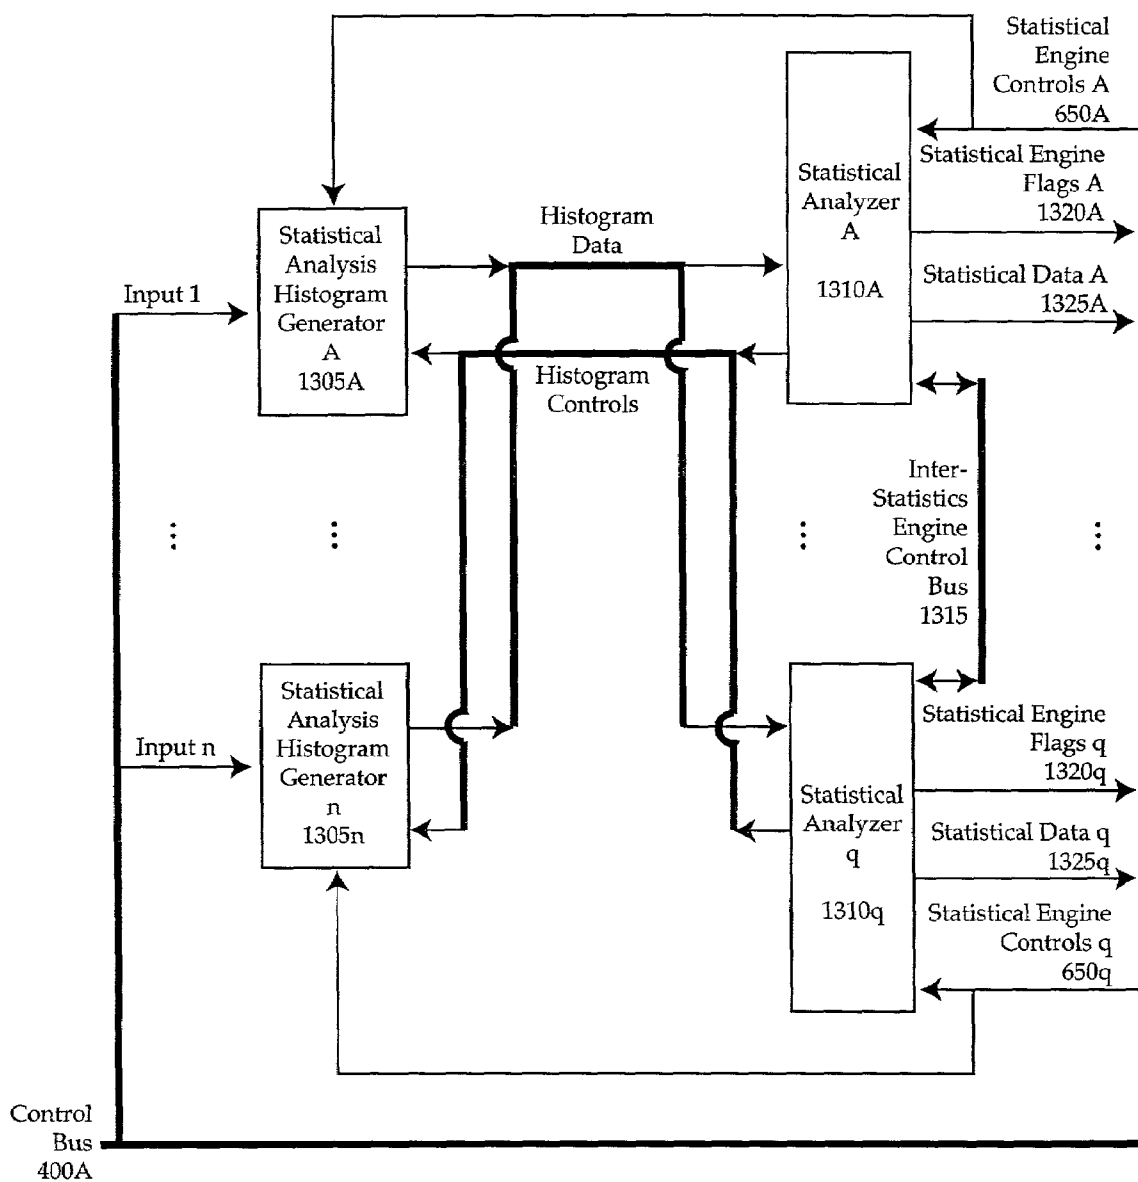 Statistical
Engine
Controls A
650A
Statistical Engine
Flags A
1320A
Statistical Data A
1325A
Statistical
Analyzer
A
1310A
Histogram
Data
Statistical
Analysis
Histogram
Generator
A
1305A
Input 1
Histogram
Controls
Inter-
Statistics
Engine
Control
Bus
1315
Statistical
Analysis
Histogram
Generator
n
1305n
Input n
Statistical
Analyzer
q
1310q
Statistical Engine
Flags q
1320q
Statistical Data q
1325q
Statistical Engine
Controls q
650q
Control
Bus
400A